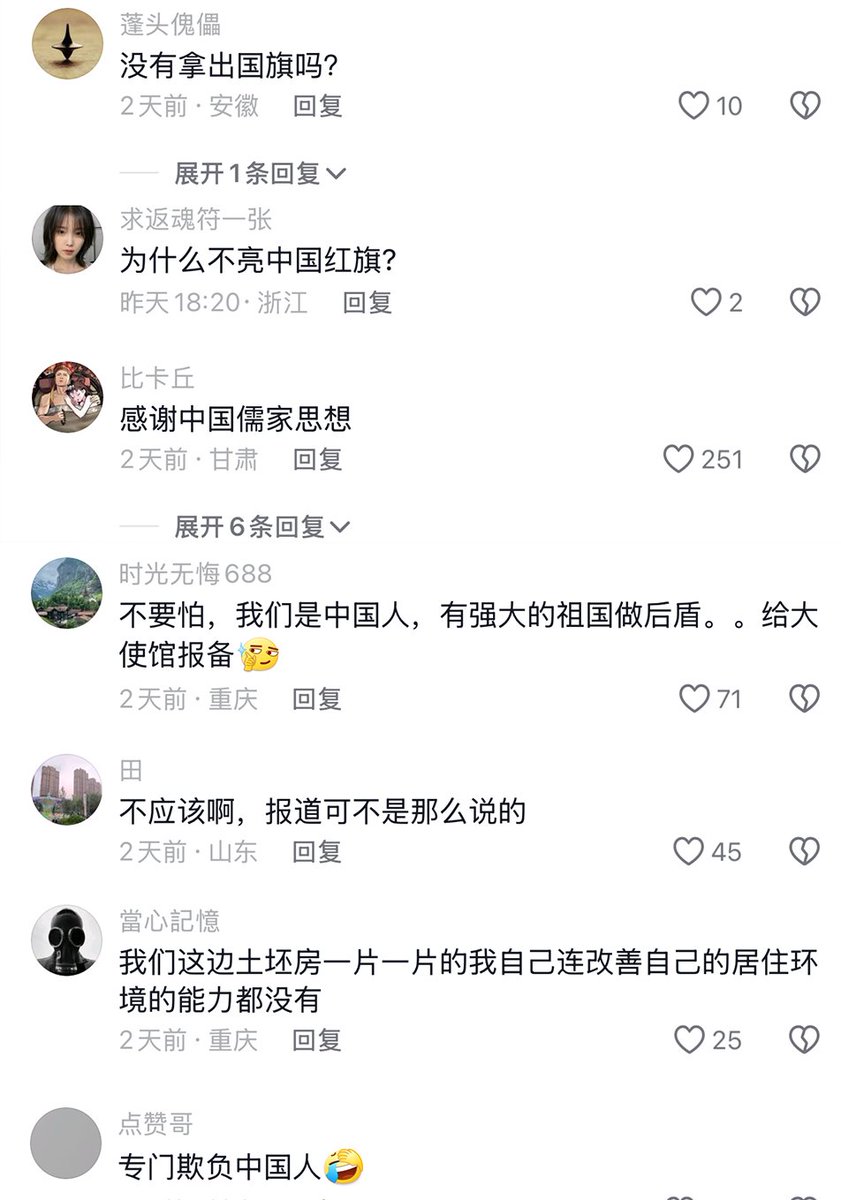 蓬头傀儡
没有拿出国旗吗?
2天前 · 安徽 回复 10
展开1条回复
求返魂符一张
为什么不亮中国红旗?
昨天18:20 · 浙江 回复 2
比卡丘
感谢中国儒家思想
2天前 · 甘肃 回复 251
展开6条回复
时光无悔688
不要怕，我们是中国人，有强大的祖国做后盾。。给大
使馆报备
2天前 · 重庆 回复 71
田
不应该啊，报道可不是那么说的
2天前 · 山东 回复 45
當心記憶
我们这边土坯房一片一片的我自己连改善自己的居住环
境的能力都没有
2天前 · 重庆 回复 25
点赞哥
专门欺负中国人